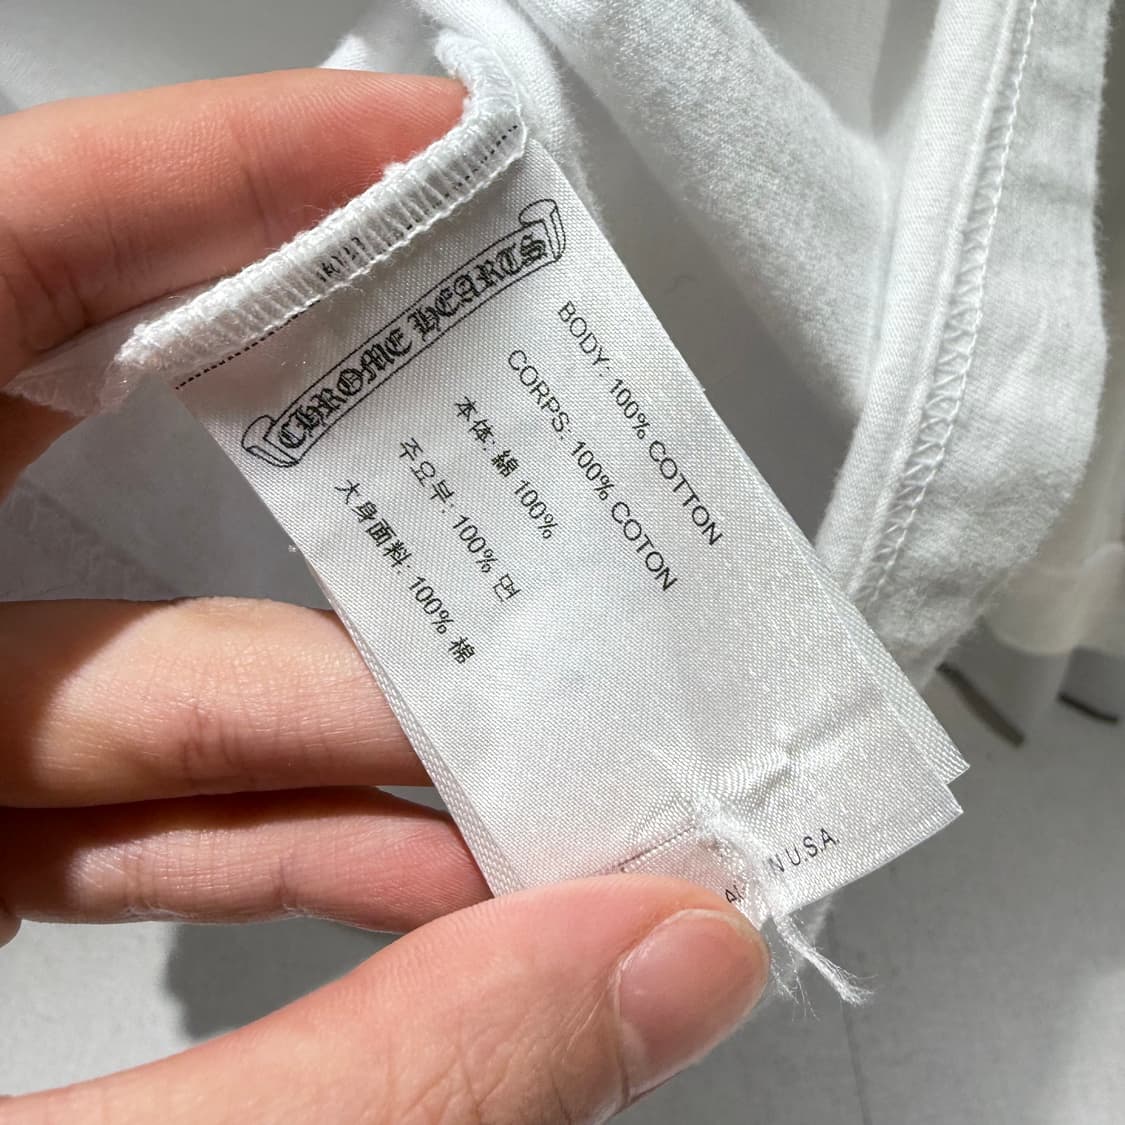 CHROME HEARTS
BODY: 100% COTTON
CORPS: 100% COTON
本体: 綿 100%
주요부: 100% 면
大身面料: 100% 棉
IN U.S.A.